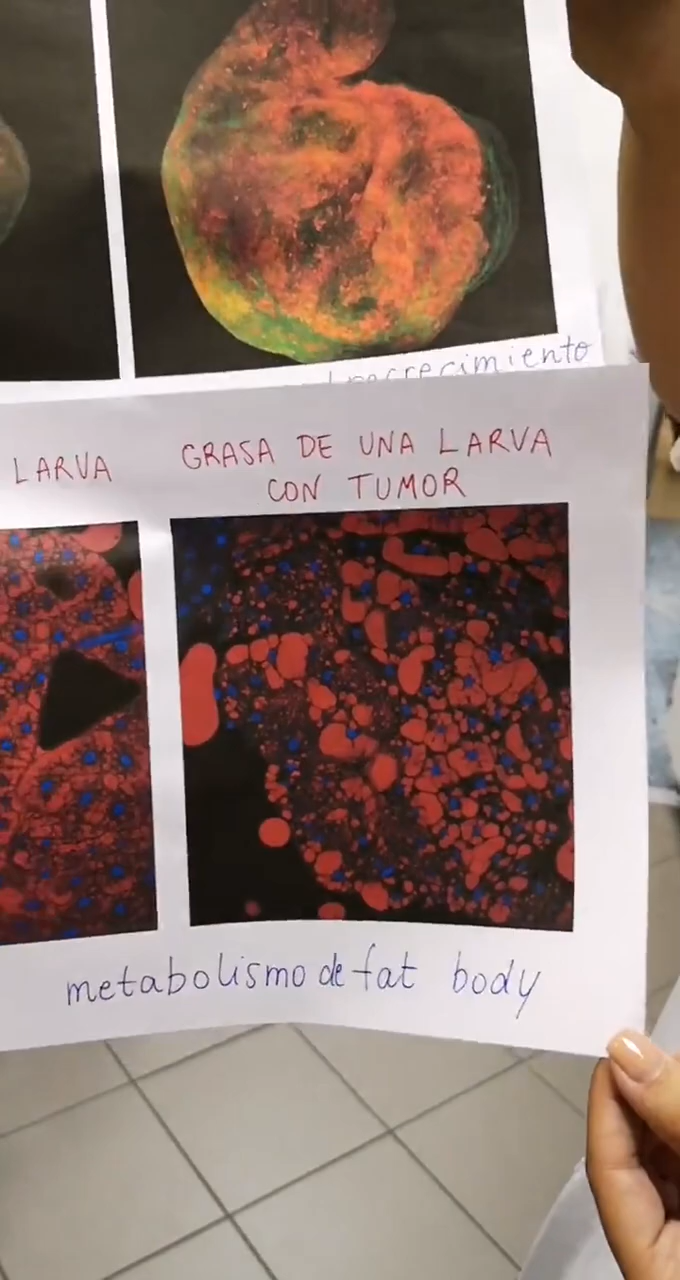 LARVA
GRASA DE UNA LARVA
CON TUMOR
metabolismo de fat body